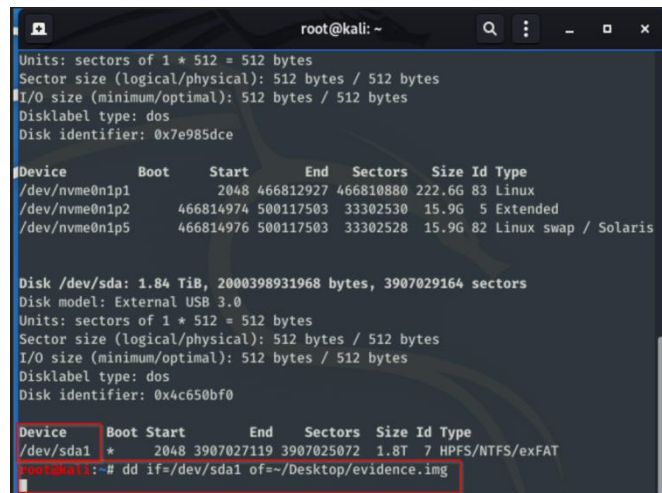 root@kali: ~
Units: sectors of 1 * 512 = 512 bytes
Sector size (logical/physical): 512 bytes / 512 bytes
I/O size (minimum/optimal): 512 bytes / 512 bytes
Disklabel type: dos
Disk identifier: 0x7e985dce
Device Boot Start End Sectors Size Id Type
/dev/nvme0n1p1 2048 466812927 466810880 222.6G 83 Linux
/dev/nvme0n1p2 466814974 500117503 33302530 15.9G 5 Extended
/dev/nvme0n1p5 466814976 500117503 33302528 15.9G 82 Linux swap / Solaris
Disk /dev/sda: 1.84 TiB, 2000398931968 bytes, 3907029164 sectors
Disk model: External USB 3.0
Units: sectors of 1 * 512 = 512 bytes
Sector size (logical/physical): 512 bytes / 512 bytes
I/O size (minimum/optimal): 512 bytes / 512 bytes
Disklabel type: dos
Disk identifier: 0x4c650bf0
Device Boot Start End Sectors Size Id Type
/dev/sda1 * 2048 3907027119 3907025072 1.8T 7 HPFS/NTFS/exFAT
root@kali:~# dd if=/dev/sda1 of=~/Desktop/evidence.img